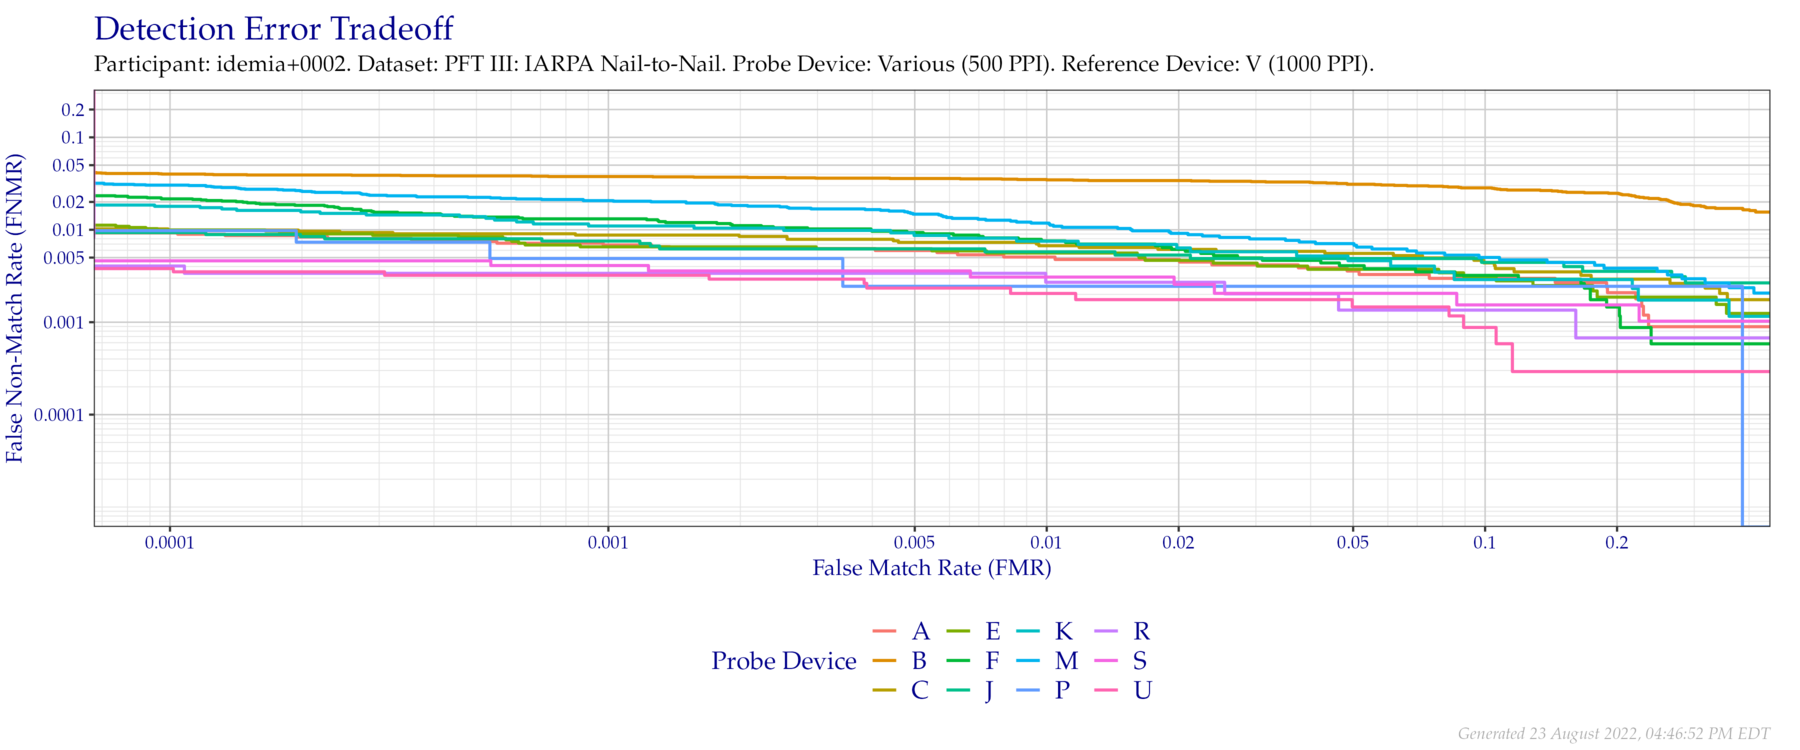 Detection Error Tradeoff
Participant: idemia+0002. Dataset: PFT III: IARPA Nail-to-Nail. Probe Device: Various (500 PPI). Reference Device: V (1000 PPI).
False Non-Match Rate (FNMR)
0.2
0.1
0.05
0.02
0.01
0.005
0.001
0.0001
0.0001 0.001 0.005 0.01 0.02 0.05 0.1 0.2
False Match Rate (FMR)
Probe Device
A E K R
B F M S
C J P U
Generated 23 August 2022, 04:46:52 PM EDT